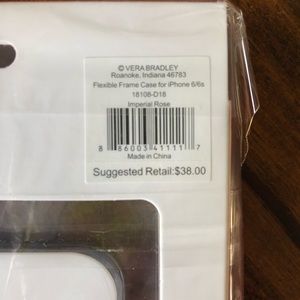 © VERA BRADLEY
Roanoke, Indiana 46783
Flexible Frame Case for iPhone 6/6s
18108-D18
Imperial Rose
8 86003 41111 7
Made in China
Suggested Retail:$38.00